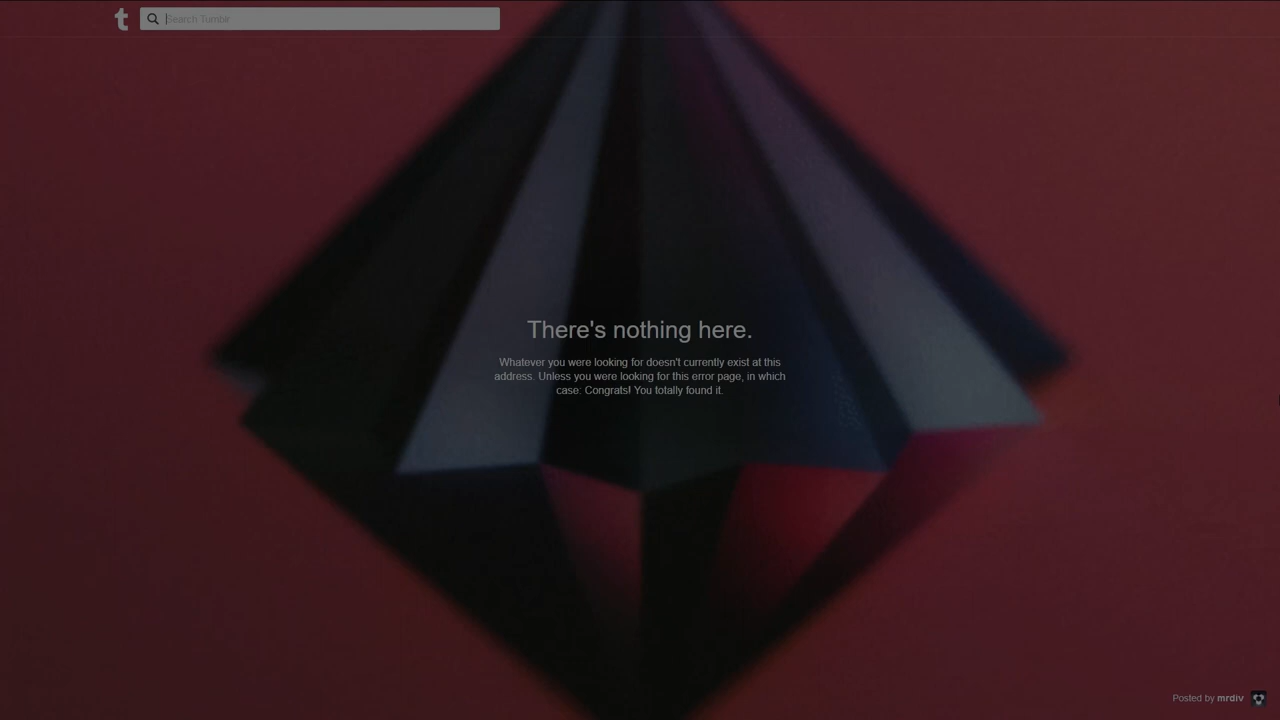 t
Search Tumblr
There's nothing here.
Whatever you were looking for doesn't currently exist at this
address. Unless you were looking for this error page, in which
case: Congrats! You totally found it.
Posted by mrdiv